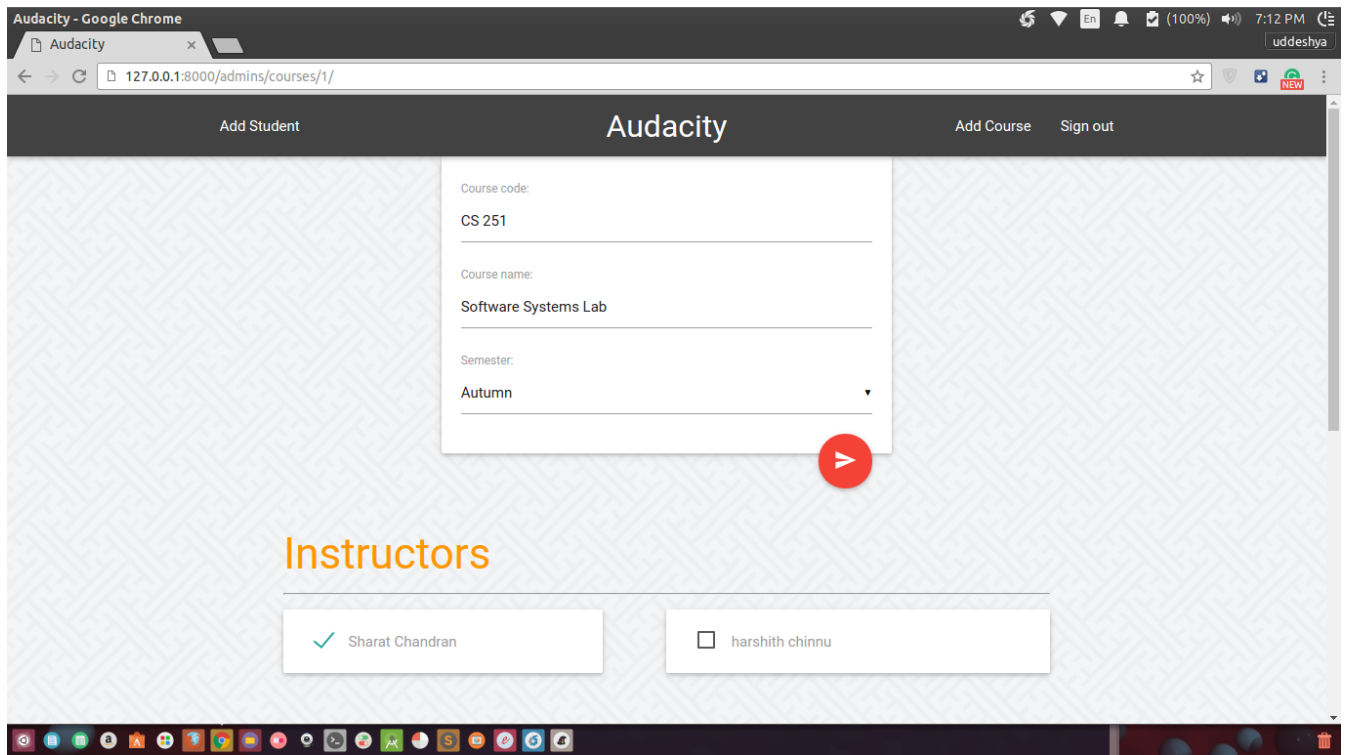 Audacity - Google Chrome
En (100%) 7:12 PM
Audacity
uddeshya
127.0.0.1:8000/admins/courses/1/
NEW
Add Student Audacity Add Course Sign out
Course code:
CS 251
Course name:
Software Systems Lab
Semester:
Autumn
Instructors
Sharat Chandran harshith chinnu